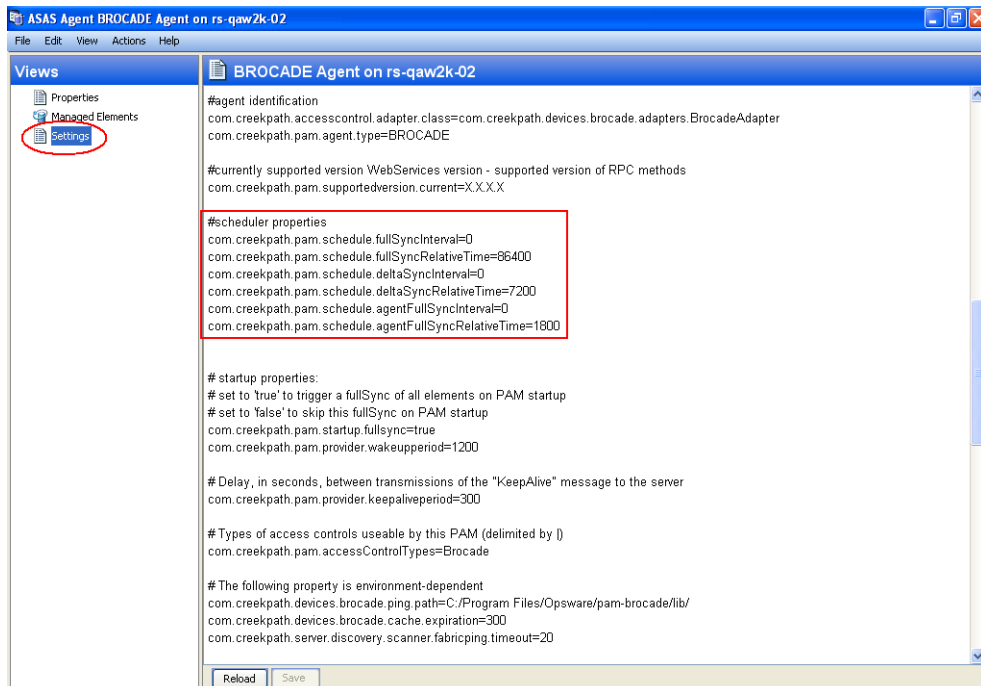 ASAS Agent BROCADE Agent on rs-qaw2k-02
File Edit View Actions Help
Views
Properties
Managed Elements
Settings
BROCADE Agent on rs-qaw2k-02
#agent identification
com.creekpath.accesscontrol.adapter.class=com.creekpath.devices.brocade.adapters.BrocadeAdapter
com.creekpath.pam.agent.type=BROCADE
#currently supported version WebServices version - supported version of RPC methods
com.creekpath.pam.supportedversion.current=X.X.X.X
#scheduler properties
com.creekpath.pam.schedule.fullSyncInterval=0
com.creekpath.pam.schedule.fullSyncRelativeTime=86400
com.creekpath.pam.schedule.deltaSyncInterval=0
com.creekpath.pam.schedule.deltaSyncRelativeTime=7200
com.creekpath.pam.schedule.agentFullSyncInterval=0
com.creekpath.pam.schedule.agentFullSyncRelativeTime=1800
# startup properties:
# set to 'true' to trigger a fullSync of all elements on PAM startup
# set to 'false' to skip this fullSync on PAM startup
com.creekpath.pam.startup.fullsync=true
com.creekpath.pam.provider.wakeupperiod=1200
# Delay, in seconds, between transmissions of the "KeepAlive" message to the server
com.creekpath.pam.provider.keepaliveperiod=300
# Types of access controls useable by this PAM (delimited by |)
com.creekpath.pam.accessControlTypes=Brocade
# The following property is environment-dependent
com.creekpath.devices.brocade.ping.path=C:/Program Files/Opsware/pam-brocade/lib/
com.creekpath.devices.brocade.cache.expiration=300
com.creekpath.server.discovery.scanner.fabricping.timeout=20
Reload Save